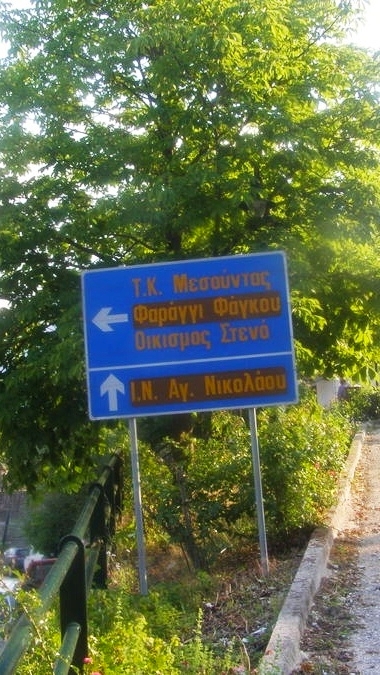 Τ.Κ. Μεσούντας
Φαράγγι Φάγκου
Οικισμος Στενό
Ι.Ν. Αγ. Νικολάου